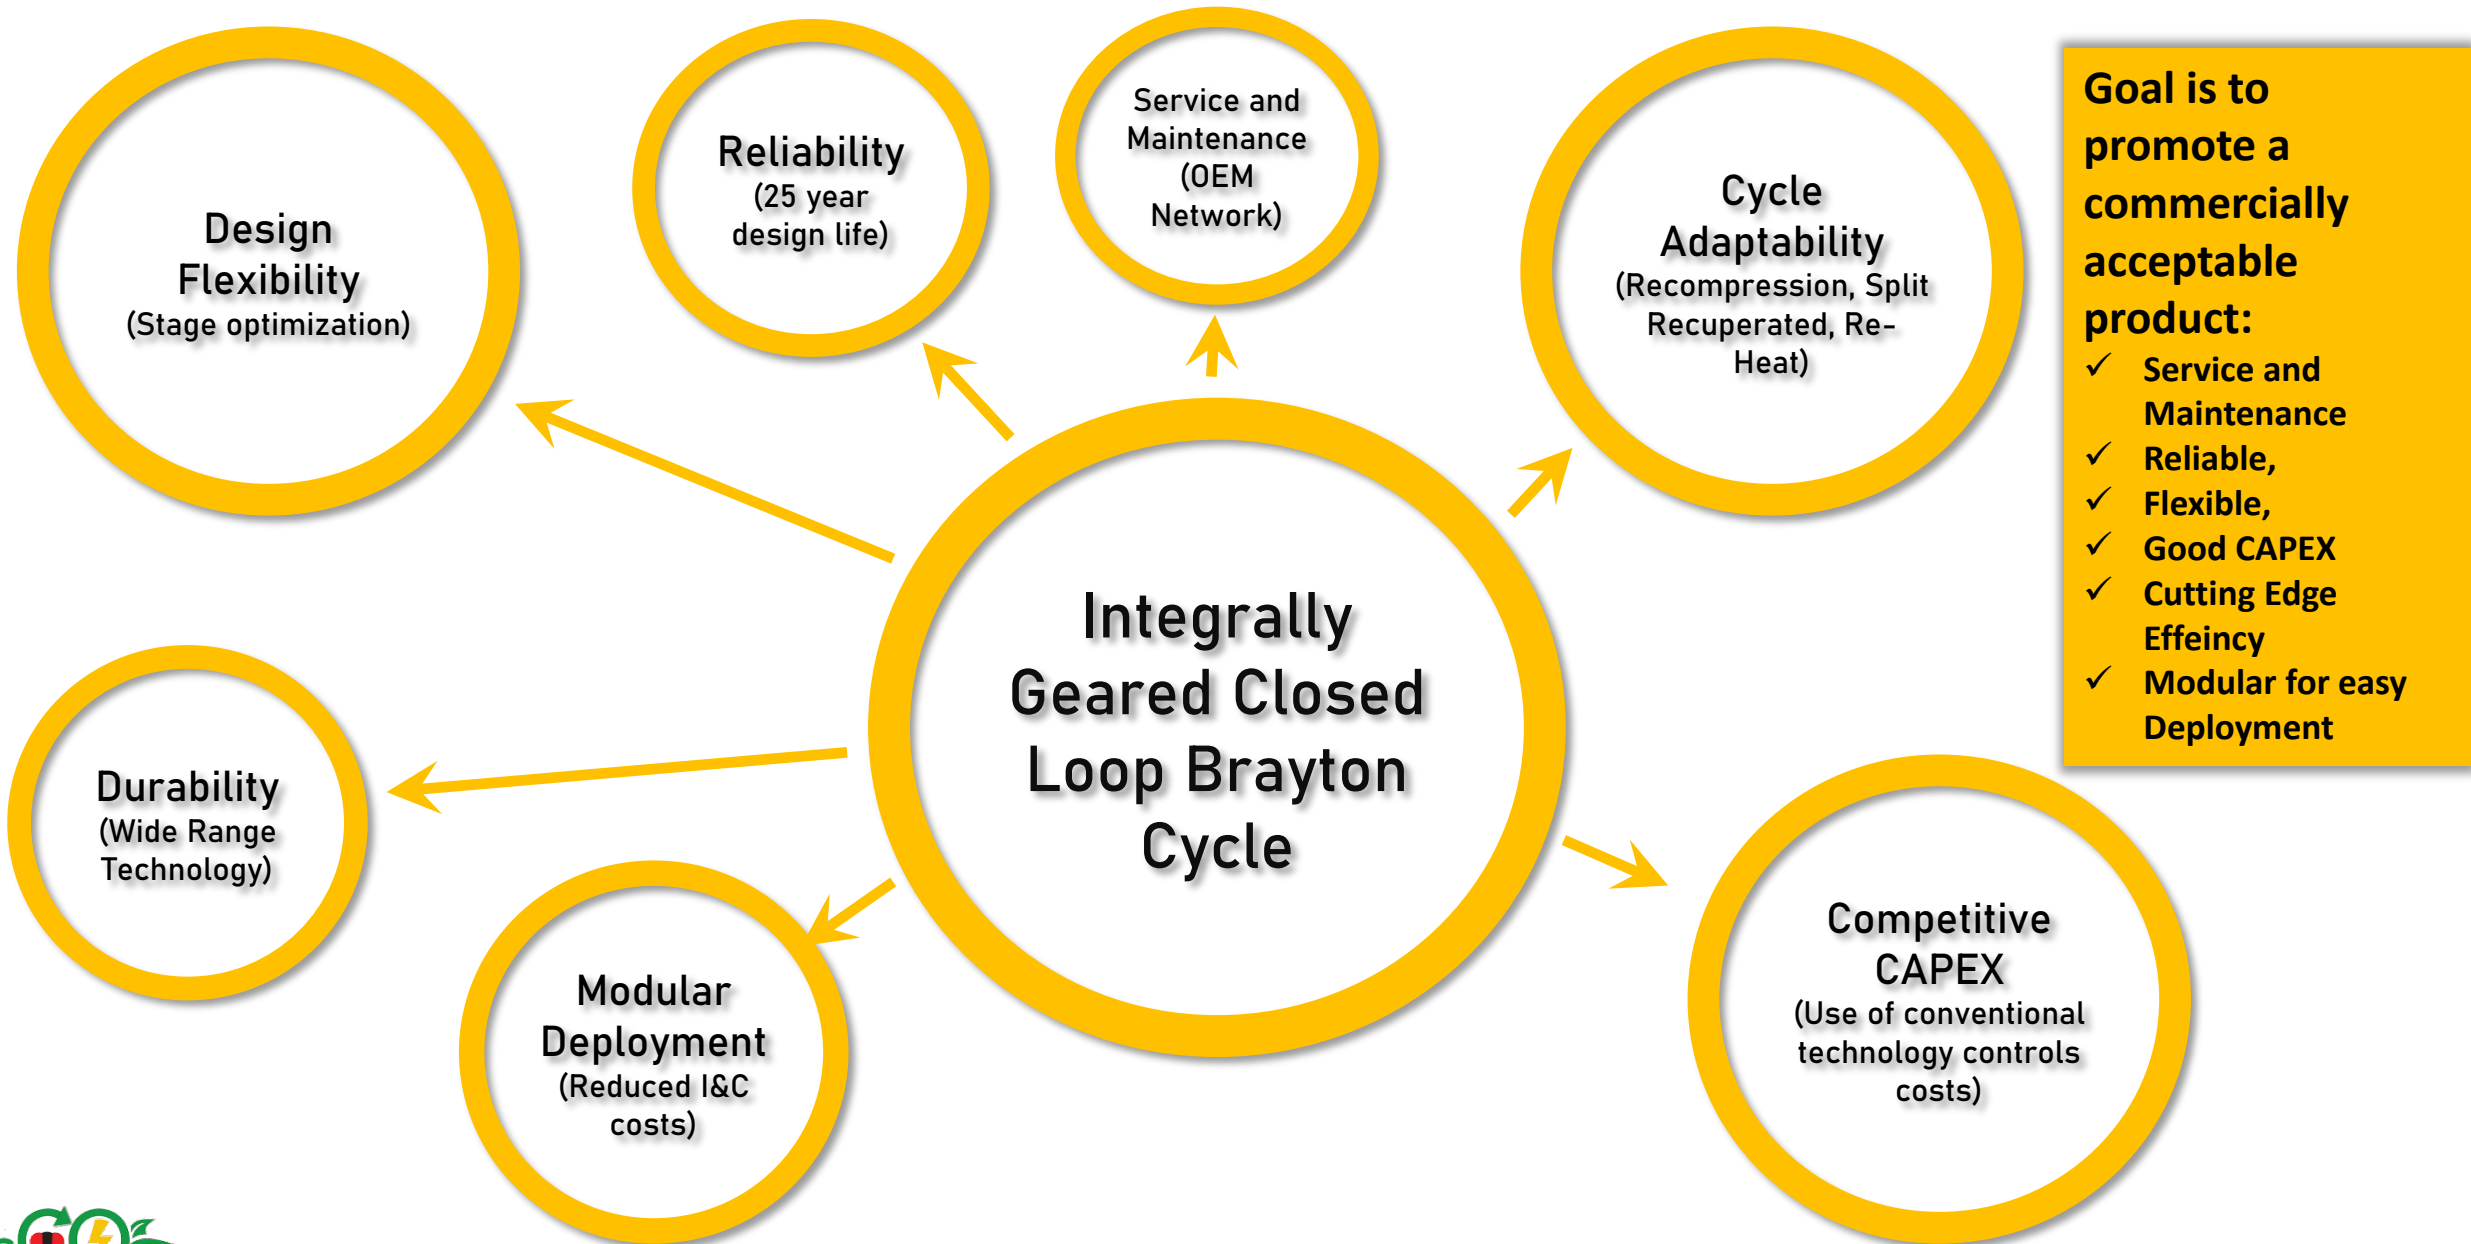 Design
Flexibility
(Stage optimization)
Reliability
(25 year
design life)
Service and
Maintenance
(OEM
Network)
Cycle
Adaptability
(Recompression, Split
Recuperated, Re-
Heat)
Goal is to
promote a
commercially
acceptable
product:
✓ Service and
Maintenance
✓ Reliable,
✓ Flexible,
✓ Good CAPEX
✓ Cutting Edge
Effeincy
✓ Modular for easy
Deployment
Integrally
Geared Closed
Loop Brayton
Cycle
Durability
(Wide Range
Technology)
Modular
Deployment
(Reduced I&C
costs)
Competitive
CAPEX
(Use of conventional
technology controls
costs)